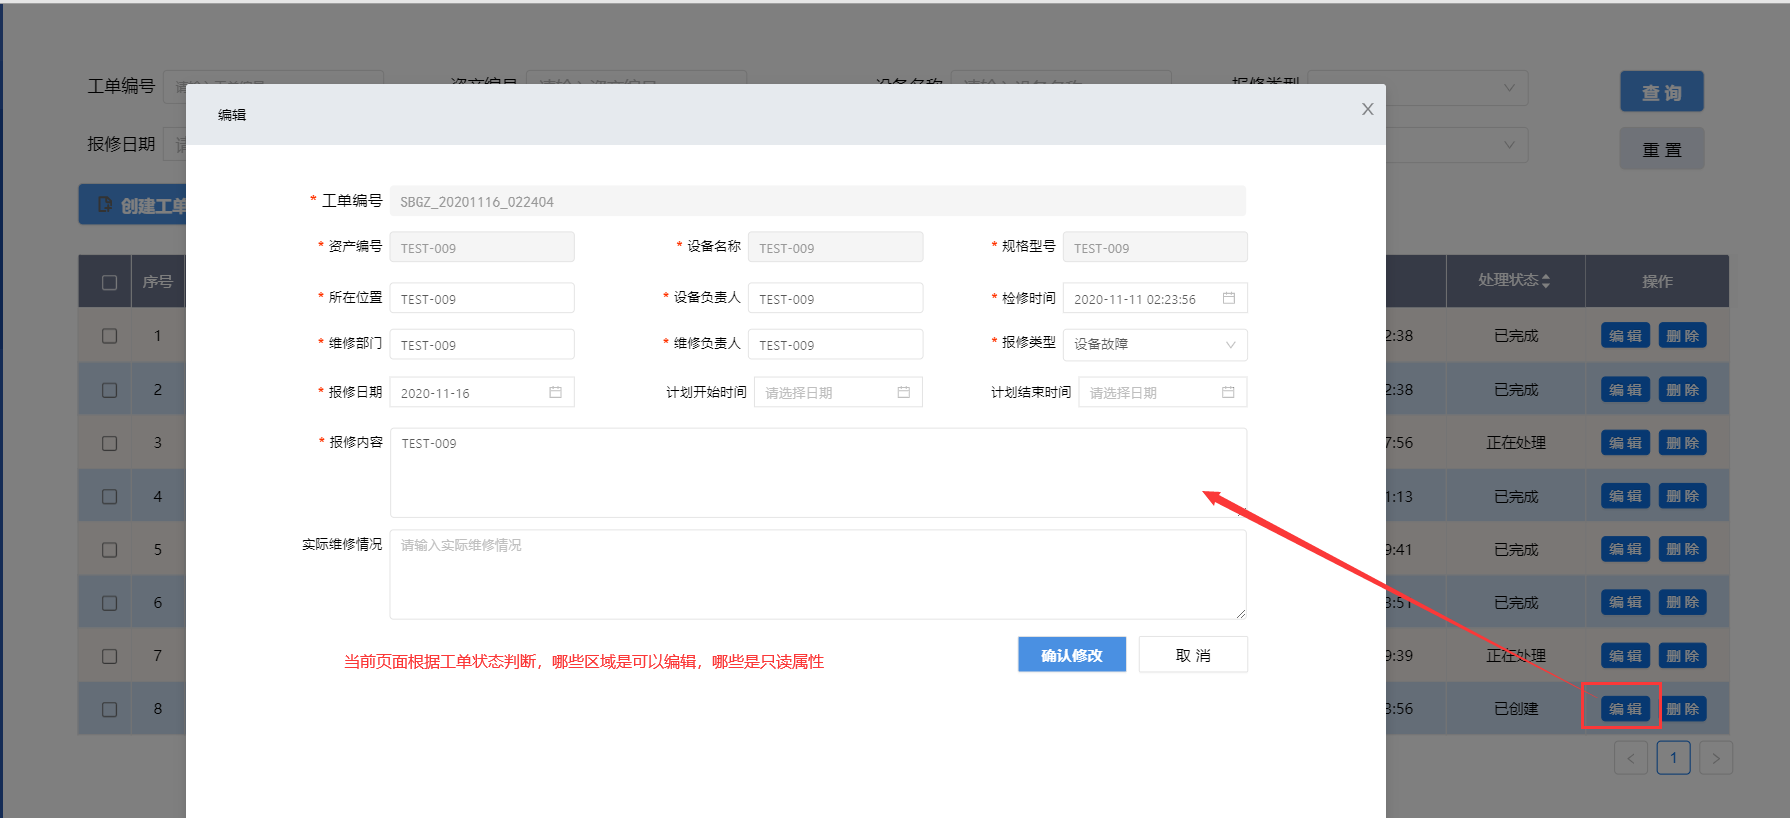 工单编号
资产编号
设备名称
报修类型
查 询
编辑
报修日期
重 置
创建工单
* 工单编号 SBGZ_20201116_022404
* 资产编号 TEST-009 * 设备名称 TEST-009 * 规格型号 TEST-009
* 所在位置 TEST-009 * 设备负责人 TEST-009 * 检修时间 2020-11-11 02:23:56
* 维修部门 TEST-009 * 维修负责人 TEST-009 * 报修类型 设备故障
* 报修日期 2020-11-16 计划开始时间 请选择日期 计划结束时间 请选择日期
* 报修内容 TEST-009
实际维修情况 请输入实际维修情况
确认修改 取 消
当前页面根据工单状态判断，哪些区域是可以编辑，哪些是只读属性
序号 处理状态 操作
1 2:38 已完成 编 辑 删 除
2 2:38 已完成 编 辑 删 除
3 7:56 正在处理 编 辑 删 除
4 1:13 已完成 编 辑 删 除
5 9:41 已完成 编 辑 删 除
6 3:51 已完成 编 辑 删 除
7 9:39 正在处理 编 辑 删 除
8 3:56 已创建 编 辑 删 除
< 1 >